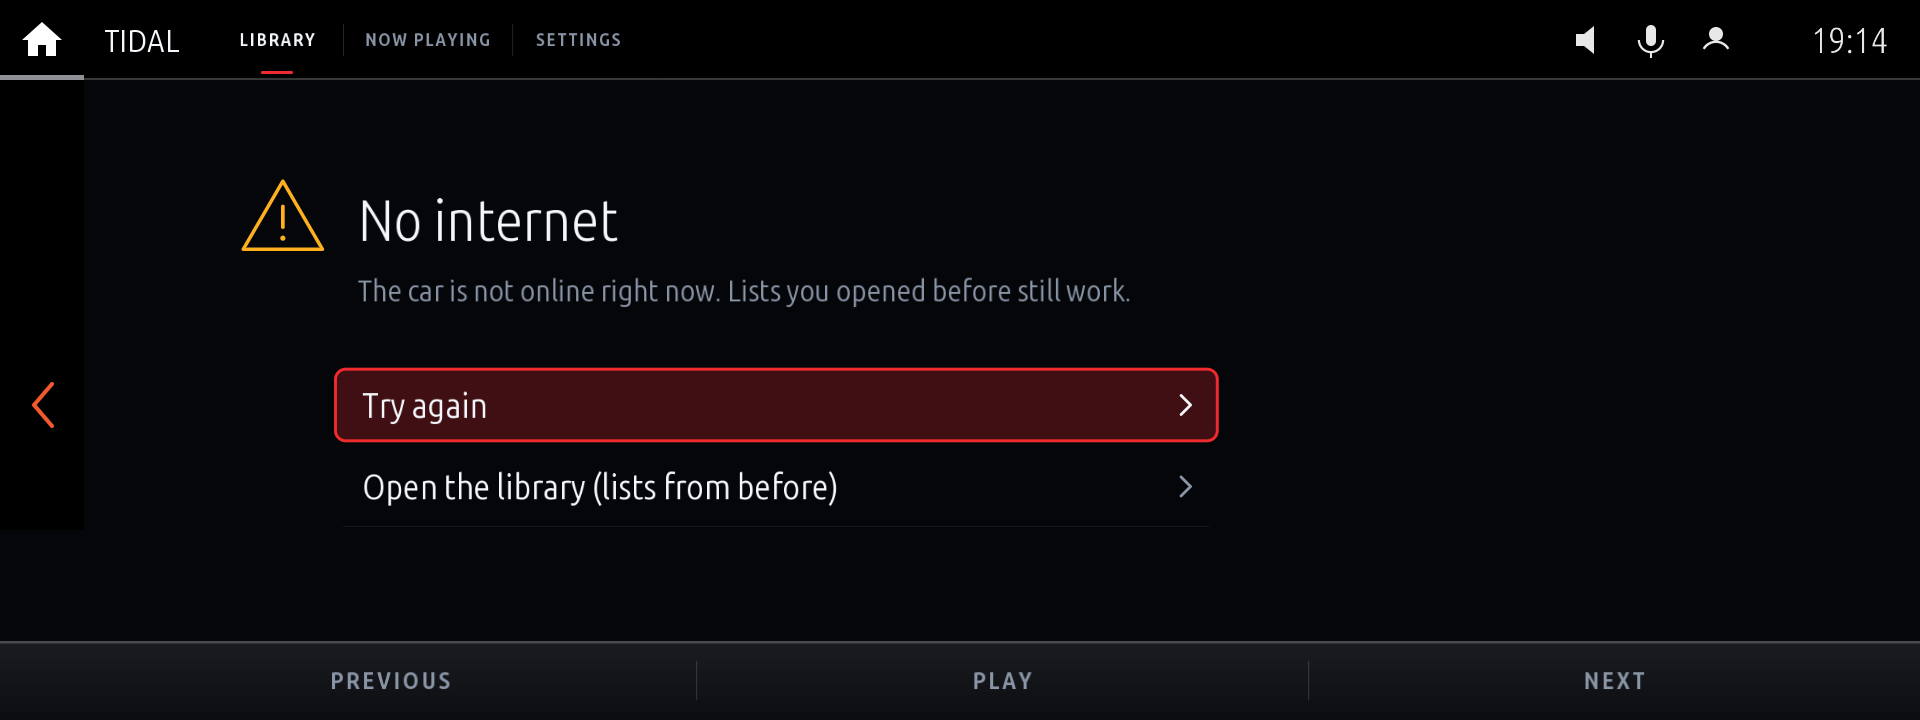 TIDAL
LIBRARY
NOW PLAYING
SETTINGS
19:14
No internet
The car is not online right now. Lists you opened before still work.
Try again
Open the library (lists from before)
PREVIOUS
PLAY
NEXT